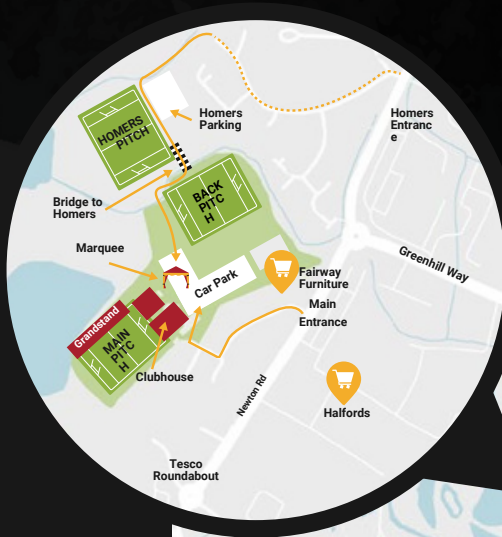 HOMERS
PITCH
Homers
Parking
Homers
Entranc
e
Bridge to
Homers
BACK
PITC
H
Marquee
Car Park
Fairway
Furniture
Greenhill Way
Main
Entrance
Grandstand
MAIN
PITC
H
Clubhouse
Newton Rd
Halfords
Tesco
Roundabout